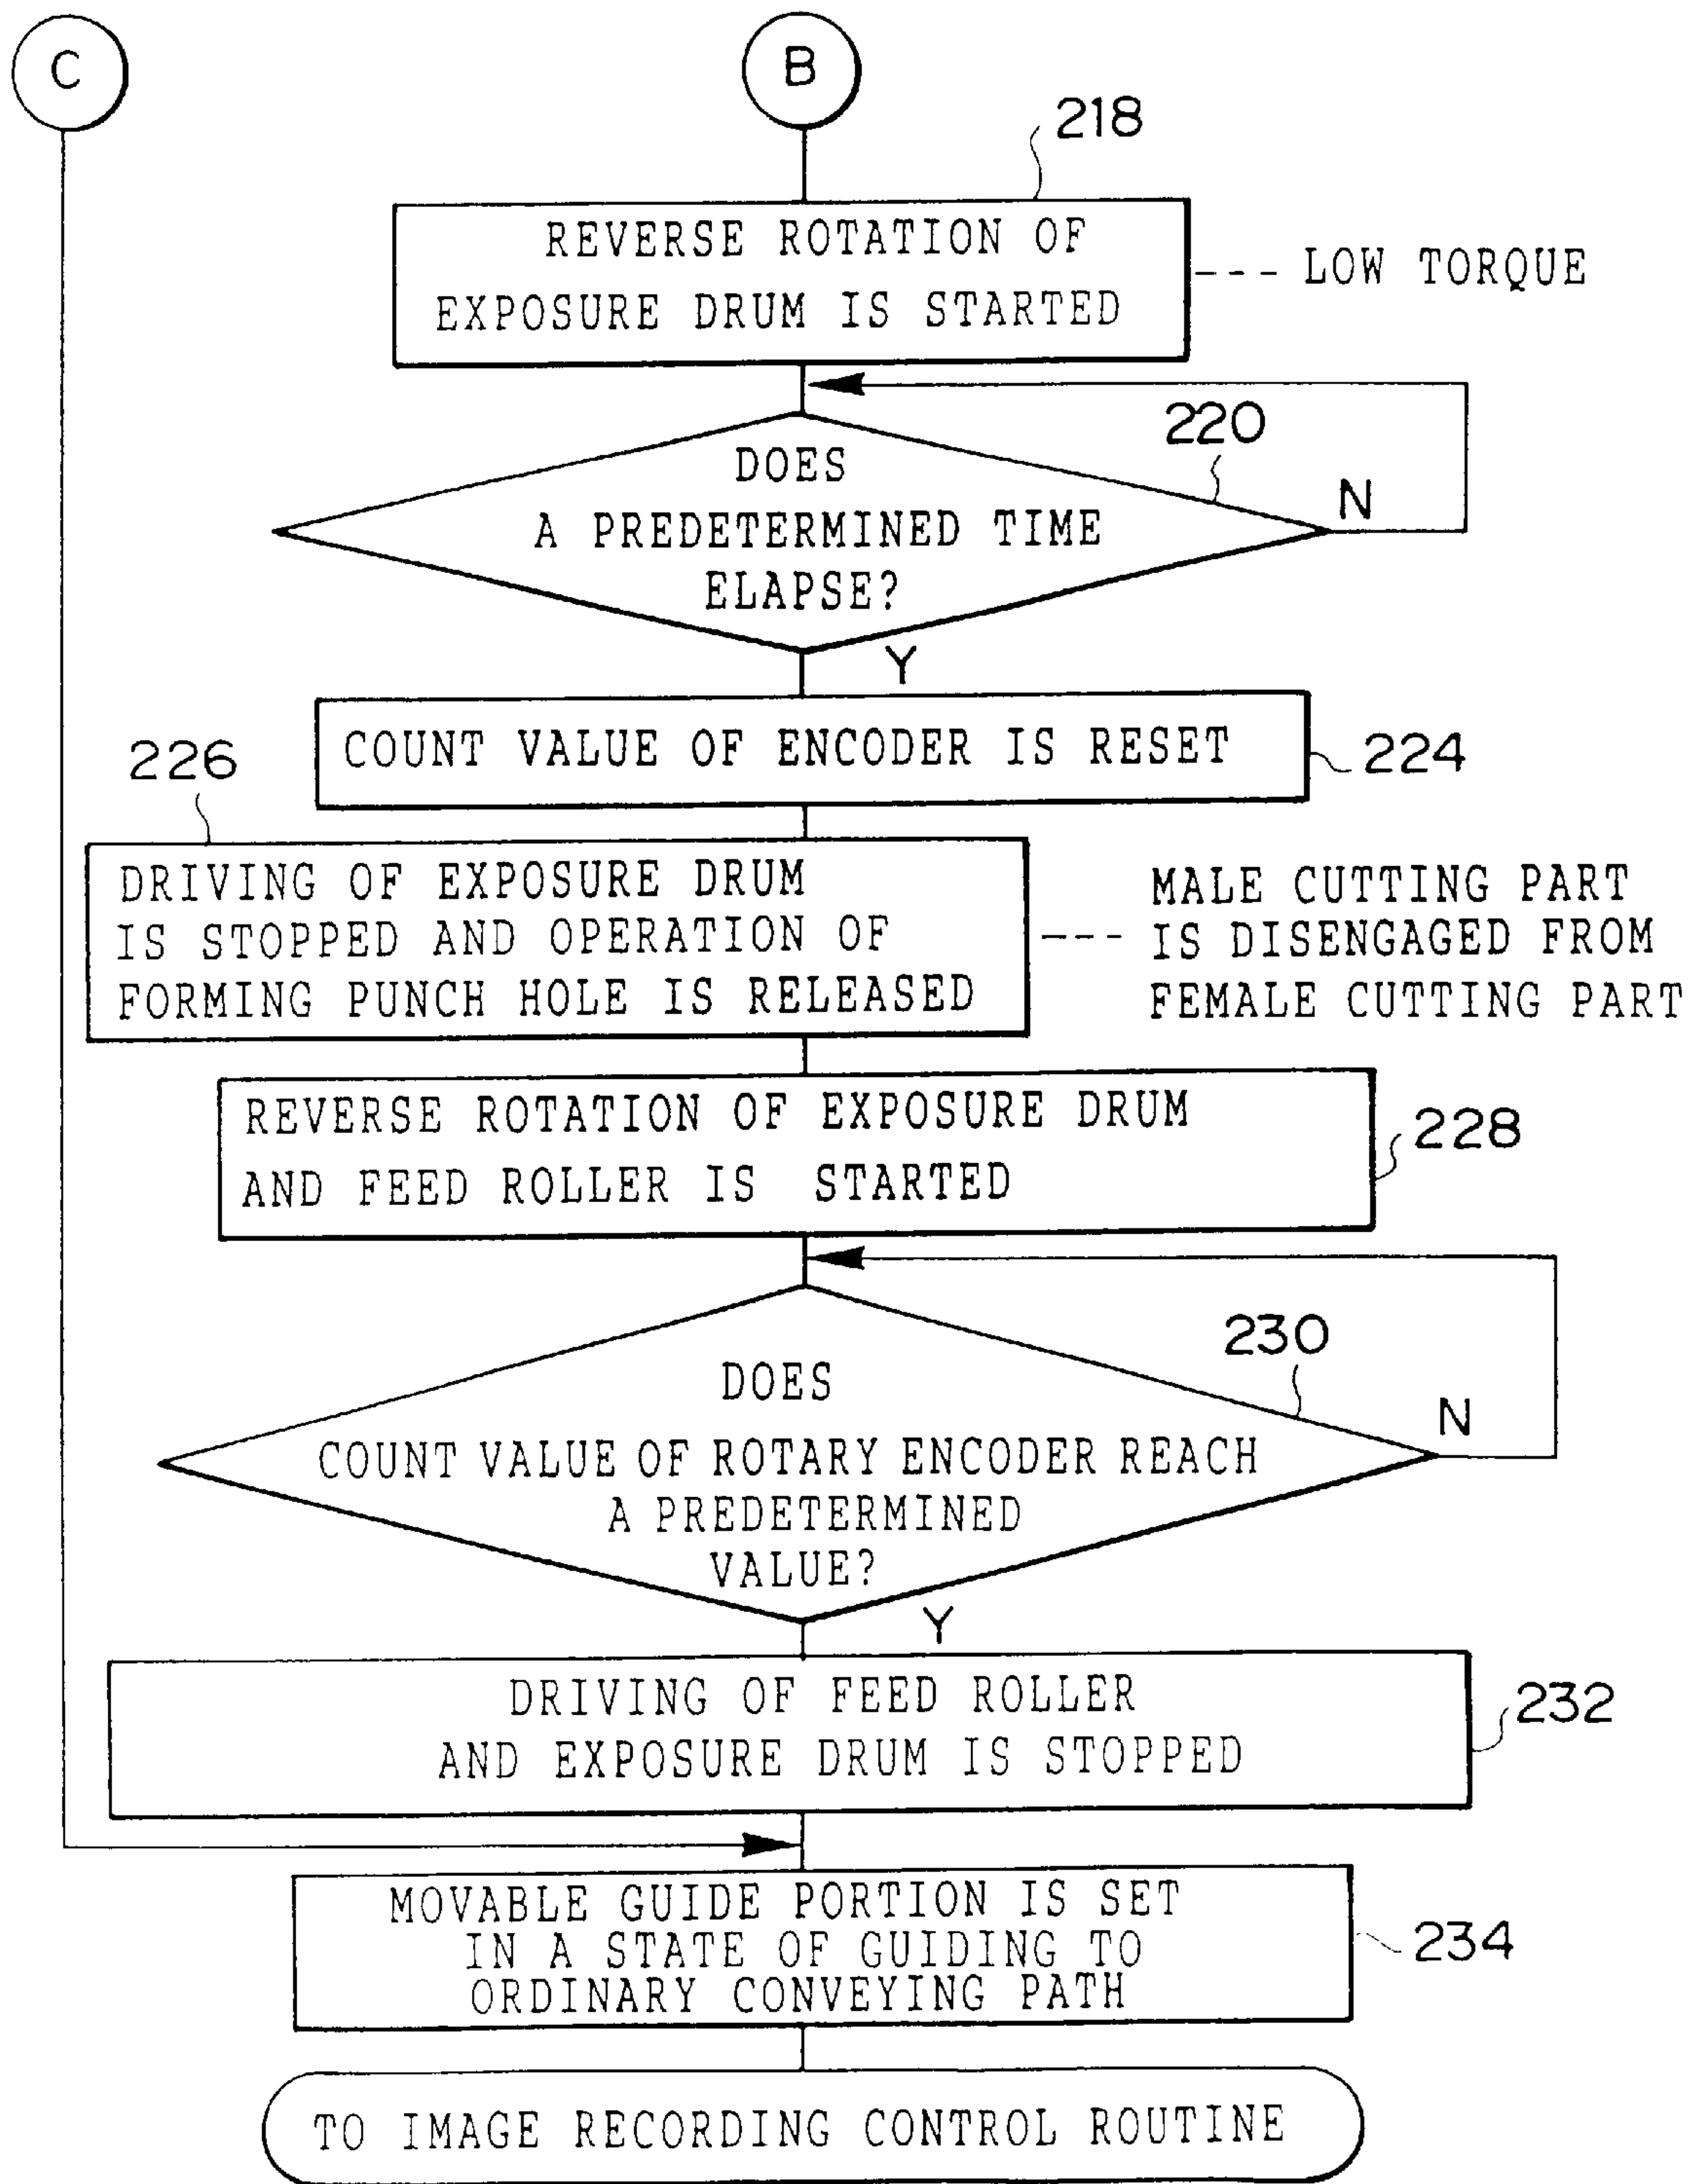 C
B
218
REVERSE ROTATION OF
EXPOSURE DRUM IS STARTED
--- LOW TORQUE
220
DOES
A PREDETERMINED TIME
ELAPSE?
N
Y
COUNT VALUE OF ENCODER IS RESET
224
226
DRIVING OF EXPOSURE DRUM
IS STOPPED AND OPERATION OF
FORMING PUNCH HOLE IS RELEASED
MALE CUTTING PART
--- IS DISENGAGED FROM
FEMALE CUTTING PART
REVERSE ROTATION OF EXPOSURE DRUM
AND FEED ROLLER IS STARTED
228
230
DOES
COUNT VALUE OF ROTARY ENCODER REACH
A PREDETERMINED
VALUE?
N
Y
DRIVING OF FEED ROLLER
AND EXPOSURE DRUM IS STOPPED
232
MOVABLE GUIDE PORTION IS SET
IN A STATE OF GUIDING TO
ORDINARY CONVEYING PATH
234
TO IMAGE RECORDING CONTROL ROUTINE